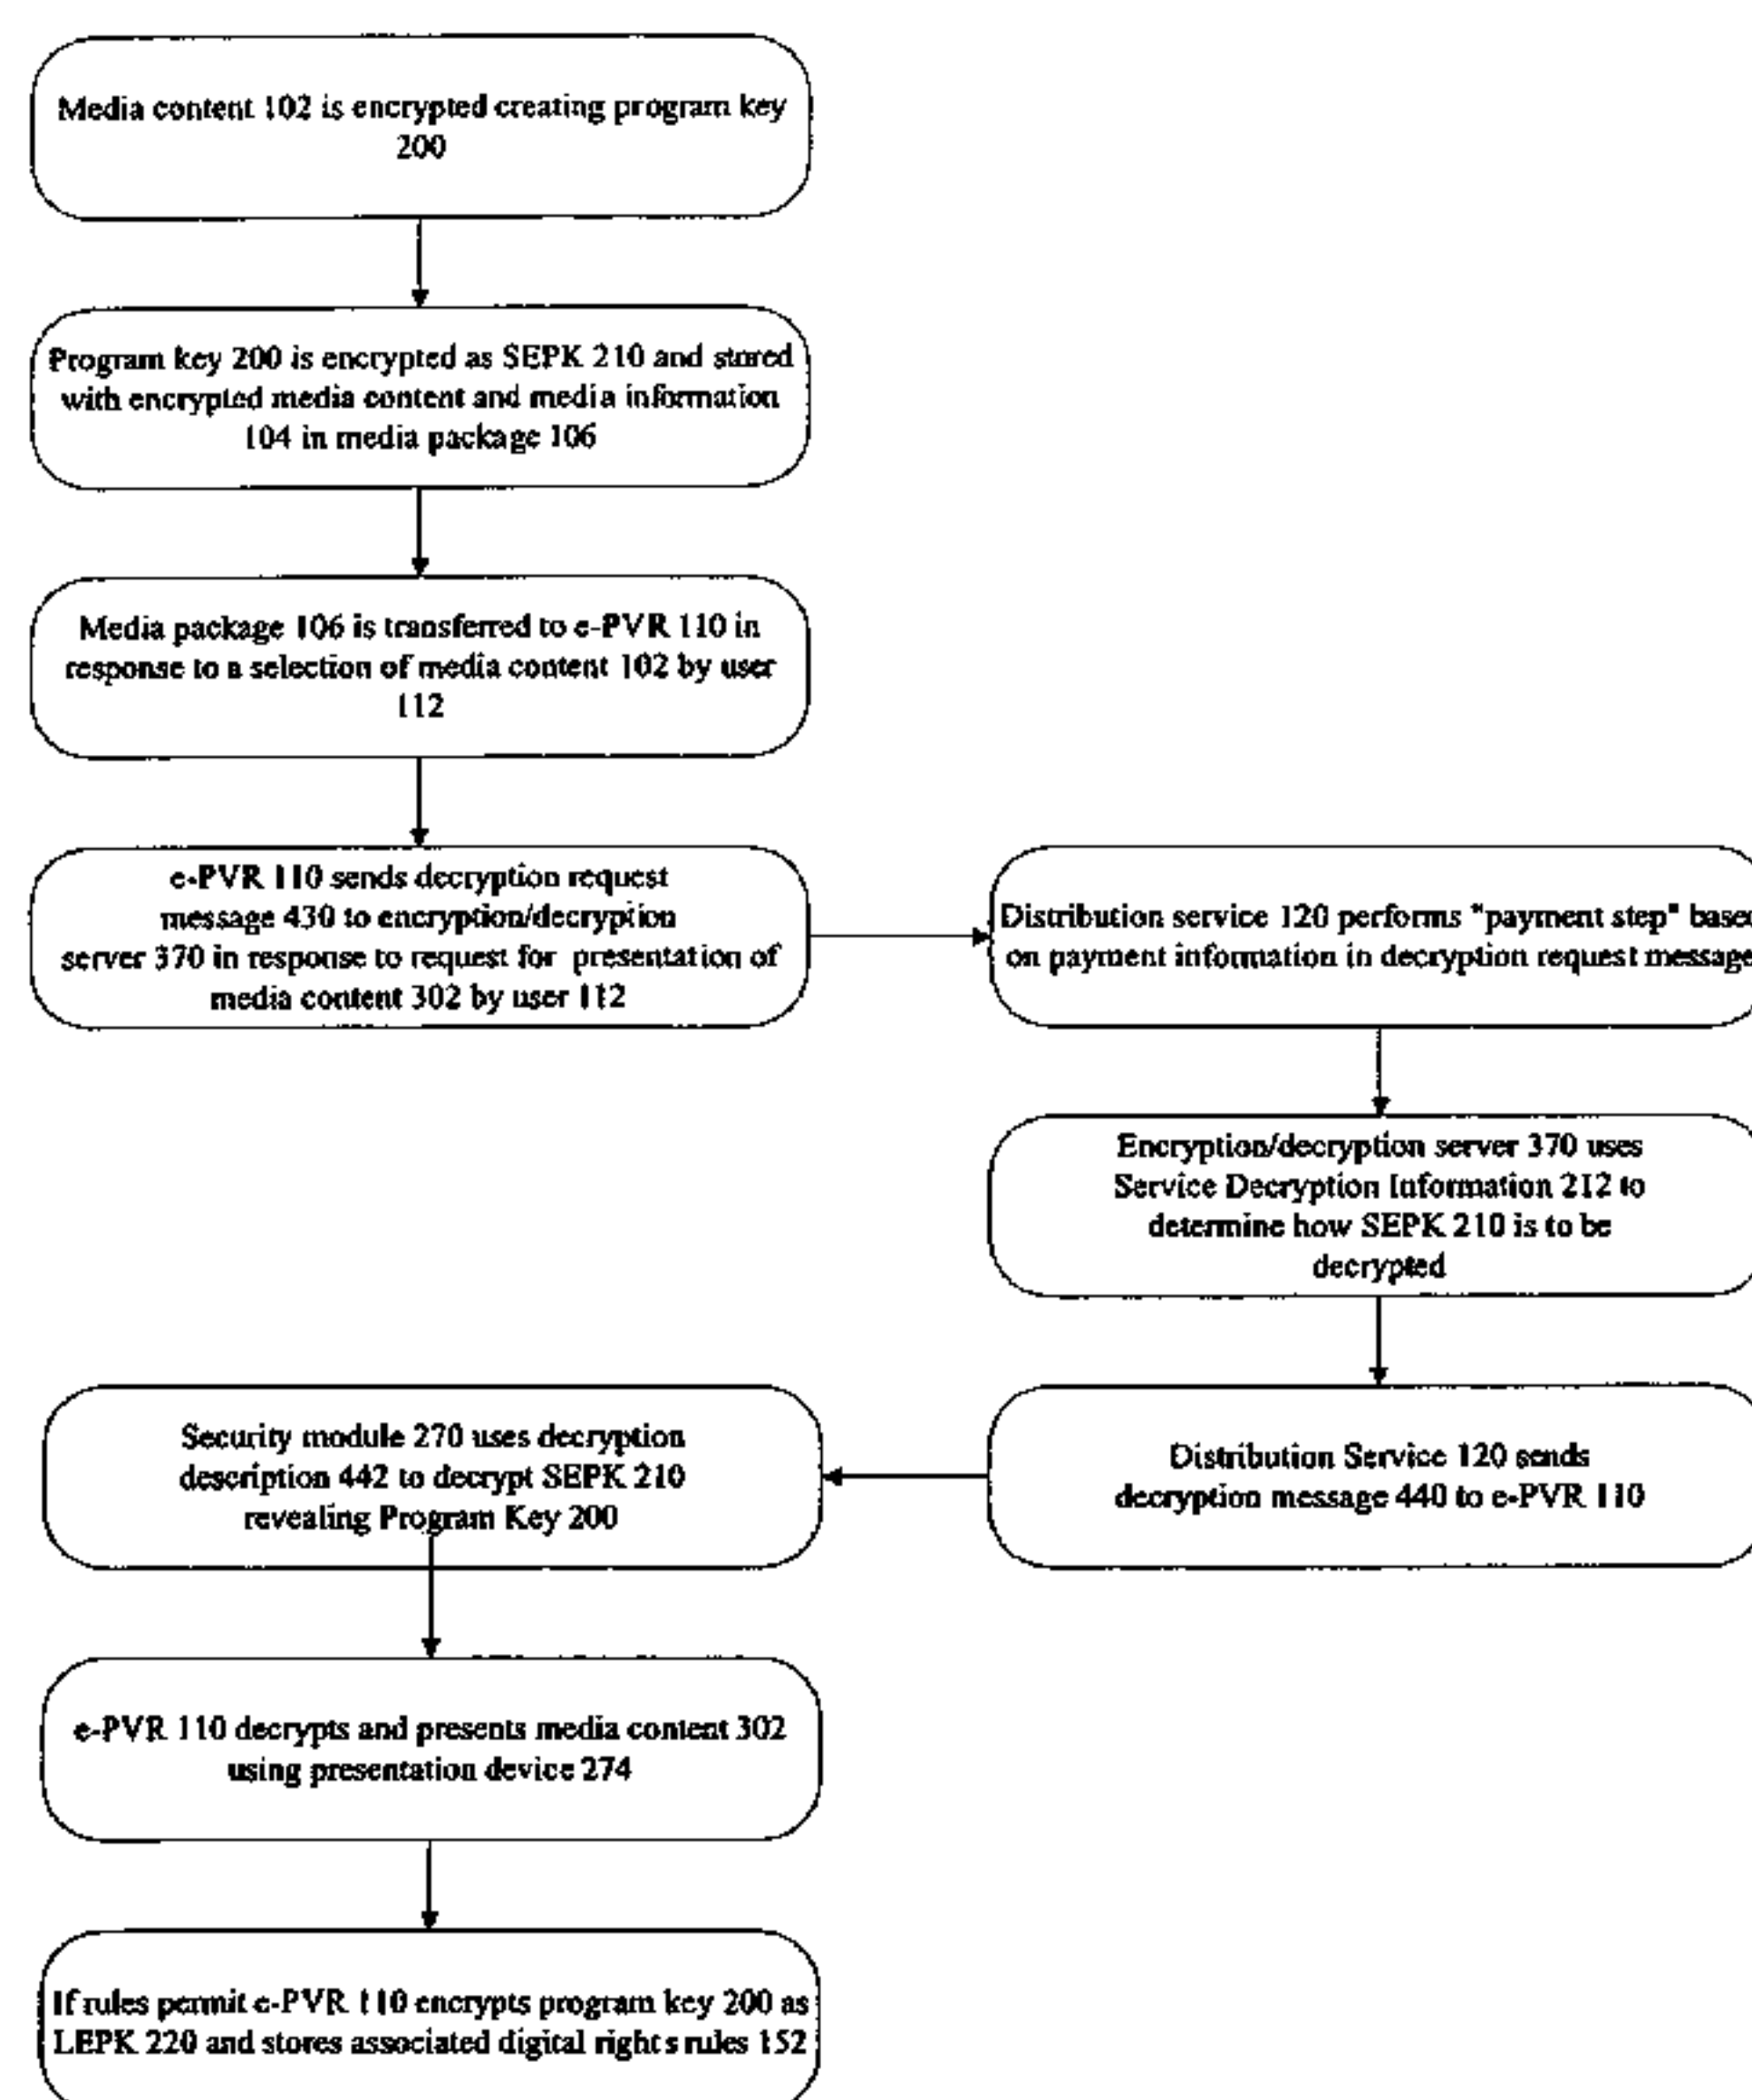 Media content 102 is encrypted creating program key
200
Program key 200 is encrypted as SEPK 210 and stored
with encrypted media content and media information
104 in media package 106
Media package 106 is transferred to e-PVR 110 in
response to a selection of media content 102 by user
112
e-PVR 110 sends decryption request
message 430 to encryption/decryption
server 370 in response to request for presentation of
media content 302 by user 112
Distribution service 120 performs "payment step" based
on payment information in decryption request message
Encryption/decryption server 370 uses
Service Decryption Information 212 to
determine how SEPK 210 is to be
decrypted
Distribution Service 120 sends
decryption message 440 to e-PVR 110
Security module 270 uses decryption
description 442 to decrypt SEPK 210
revealing Program Key 200
e-PVR 110 decrypts and presents media content 302
using presentation device 274
If rules permit e-PVR 110 encrypts program key 200 as
LEPK 220 and stores associated digital rights rules 152